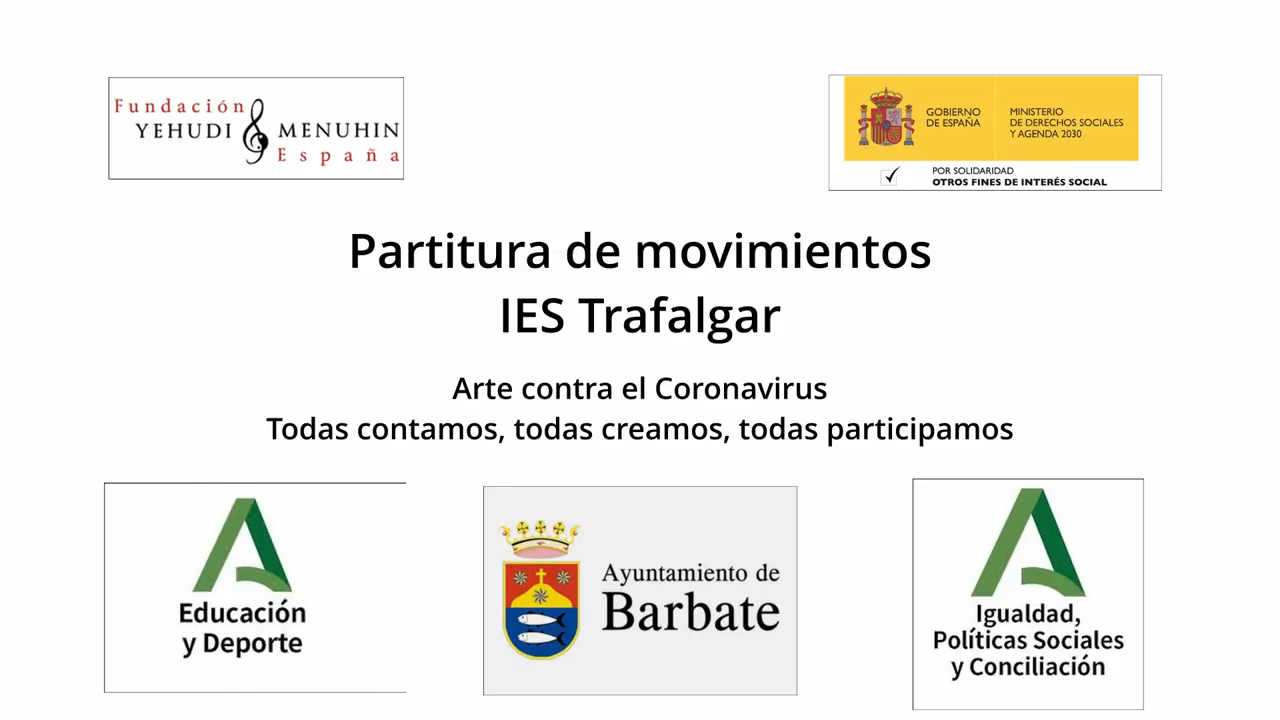 Fundación
YEHUDI MENUHIN
España
GOBIERNO
DE ESPAÑA
MINISTERIO
DE DERECHOS SOCIALES
Y AGENDA 2030
POR SOLIDARIDAD
OTROS FINES DE INTERÉS SOCIAL
Partitura de movimientos
IES Trafalgar
Arte contra el Coronavirus
Todas contamos, todas creamos, todas participamos
Educación
y Deporte
Ayuntamiento de
Barbate
Igualdad,
Políticas Sociales
y Conciliación